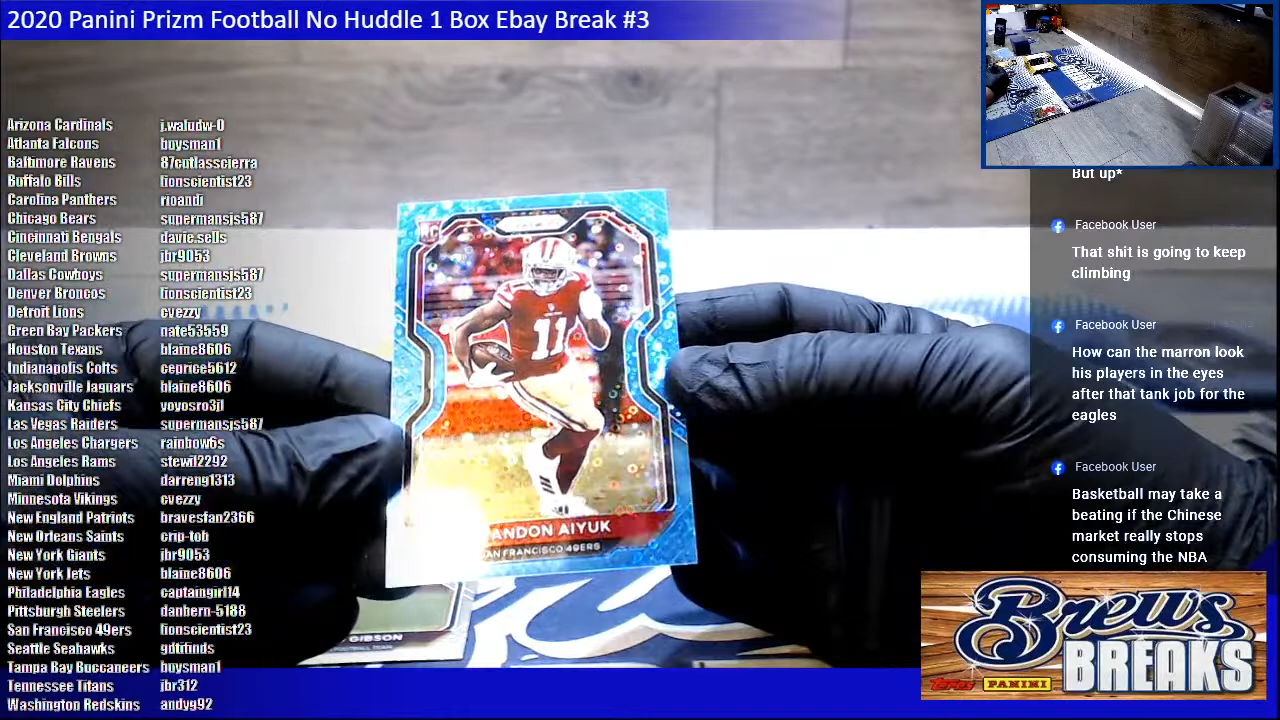 2020 Panini Prizm Football No Huddle 1 Box Ebay Break #3
Arizona Cardinals j.waludw-0
Atlanta Falcons buysman1
Baltimore Ravens 87cutlasscierra
Buffalo Bills lionscientist23
Carolina Panthers rioandi
Chicago Bears supermansjs587
Cincinnati Bengals davie.sells
Cleveland Browns jbr9053
Dallas Cowboys supermansjs587
Denver Broncos lionscientist23
Detroit Lions cvezzy
Green Bay Packers nate53559
Houston Texans blaine8606
Indianapolis Colts ceprice5612
Jacksonville Jaguars blaine8606
Kansas City Chiefs yoyosro3jl
Las Vegas Raiders supermansjs587
Los Angeles Chargers rainbow6s
Los Angeles Rams stewil2292
Miami Dolphins darreng1313
Minnesota Vikings cvezzy
New England Patriots bravesfan2366
New Orleans Saints crip-tob
New York Giants jbr9053
New York Jets blaine8606
Philadelphia Eagles captaingirl14
Pittsburgh Steelers danhern-5188
San Francisco 49ers lionscientist23
Seattle Seahawks gdtifinds
Tampa Bay Buccaneers buysman1
Tennessee Titans jbr312
Washington Redskins andyg92
RC
PRIZM
11
ANDON AIYUK
SAN FRANCISCO 49ERS
GIBSON
FOOTBALL TEAM
But up*
Facebook User
That shit is going to keep
climbing
Facebook User
How can the marron look
his players in the eyes
after that tank job for the
eagles
Facebook User
Basketball may take a
beating if the Chinese
market really stops
consuming the NBA
Brews
BREAKS
Topps PANINI